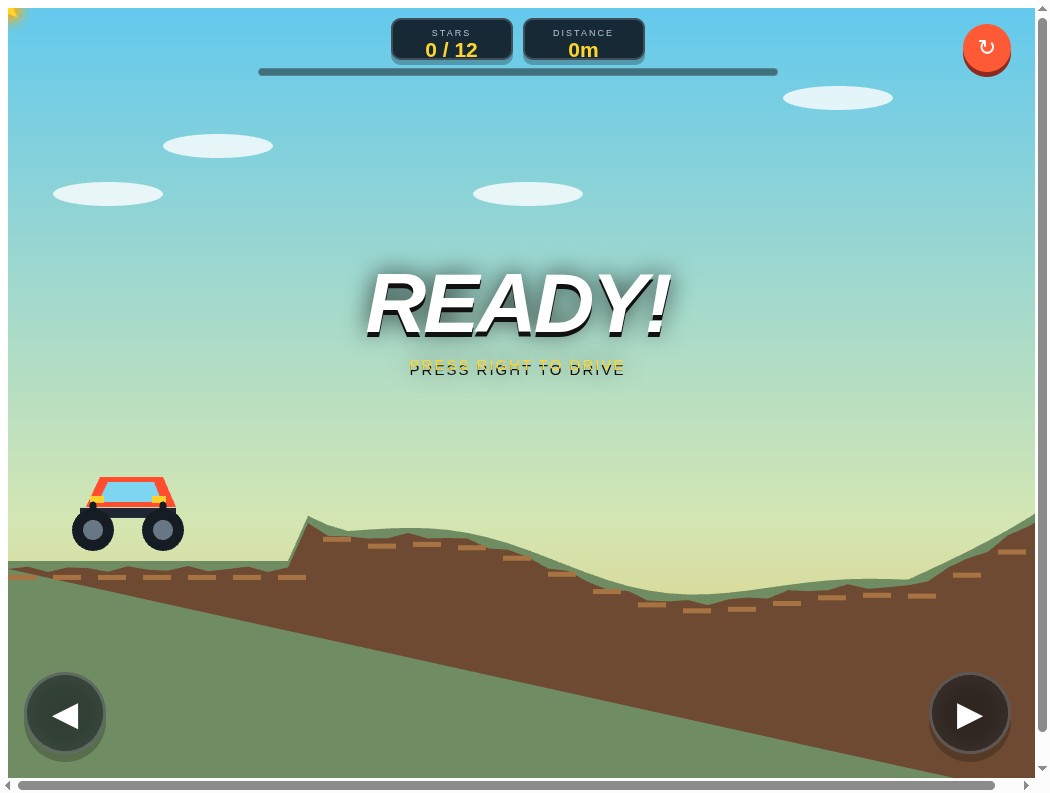 STARS
0 / 12
DISTANCE
0m
↻
READY!
PRESS RIGHT TO DRIVE
◀
▶